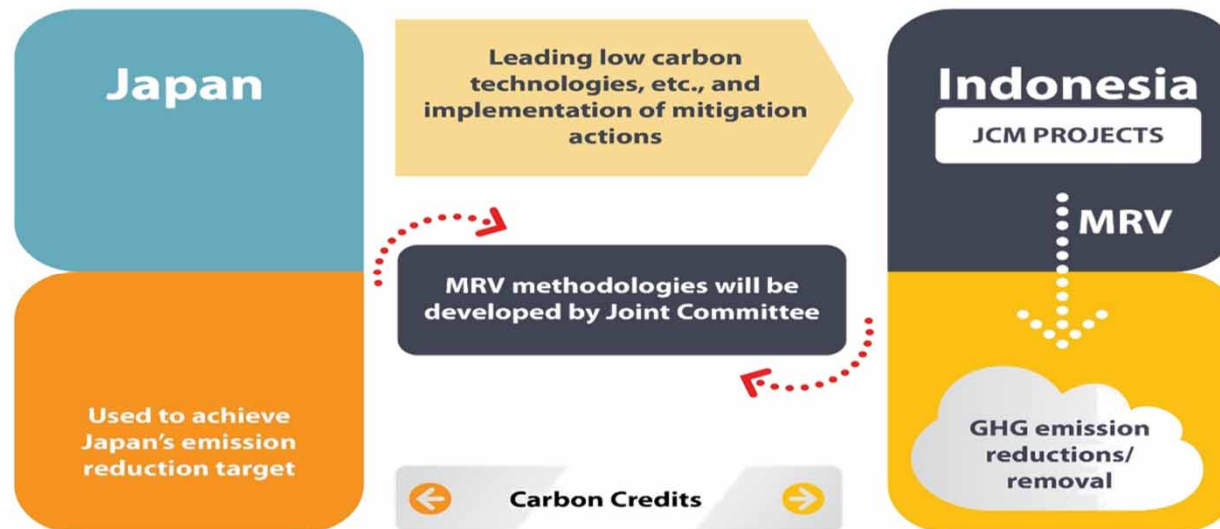 Japan
Leading low carbon
technologies, etc., and
implementation of mitigation
actions
Indonesia
JCM PROJECTS
MRV
MRV methodologies will be
developed by Joint Committee
Used to achieve
Japan’s emission
reduction target
Carbon Credits
GHG emission
reductions/
removal